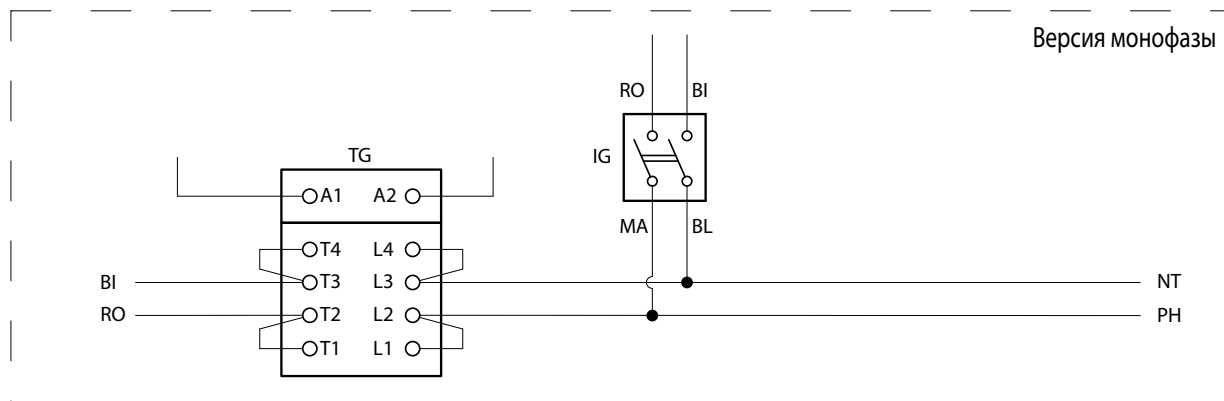 Версия монофазы
RO BI
IG
TG
A1 A2
MA BL
T4 L4
BI T3 L3 NT
RO T2 L2 PH
T1 L1